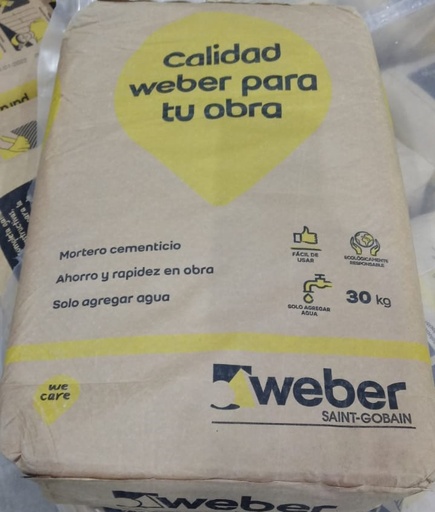 Calidad
weber para
tu obra
Mortero cementicio
Ahorro y rapidez en obra
Solo agregar agua
FÁCIL DE
USAR
ECOLÓGICAMENTE
RESPONSABLE
SOLO AGREGAR
AGUA
30 kg
we
care
weber
SAINT-GOBAIN
weber